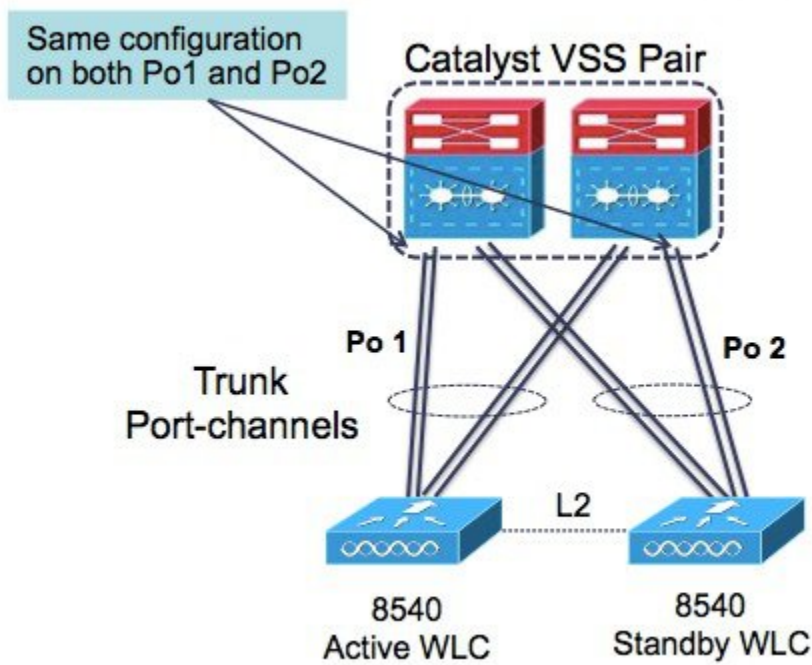 Same configuration
on both Po1 and Po2
Catalyst VSS Pair
Po 1
Po 2
Trunk
Port-channels
L2
8540
Active WLC
8540
Standby WLC